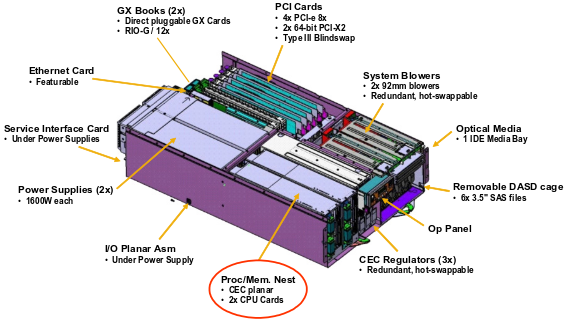 GX Books (2x)
• Direct pluggable GX Cards
• RIO-G / 12x
PCI Cards
• 4x PCI-e 8x
• 2x 64-bit PCI-X2
• Type III Blindswap
Ethernet Card
• Featurable
System Blowers
• 2x 92mm blowers
• Redundant, hot-swappable
Service Interface Card
• Under Power Supplies
Optical Media
• 1 IDE Media Bay
Power Supplies (2x)
• 1600W each
Removable DASD cage
• 6x 3.5" SAS files
Op Panel
I/O Planar Asm
• Under Power Supply
CEC Regulators (3x)
• Redundant, hot-swappable
Proc/Mem. Nest
• CEC planar
• 2x CPU Cards